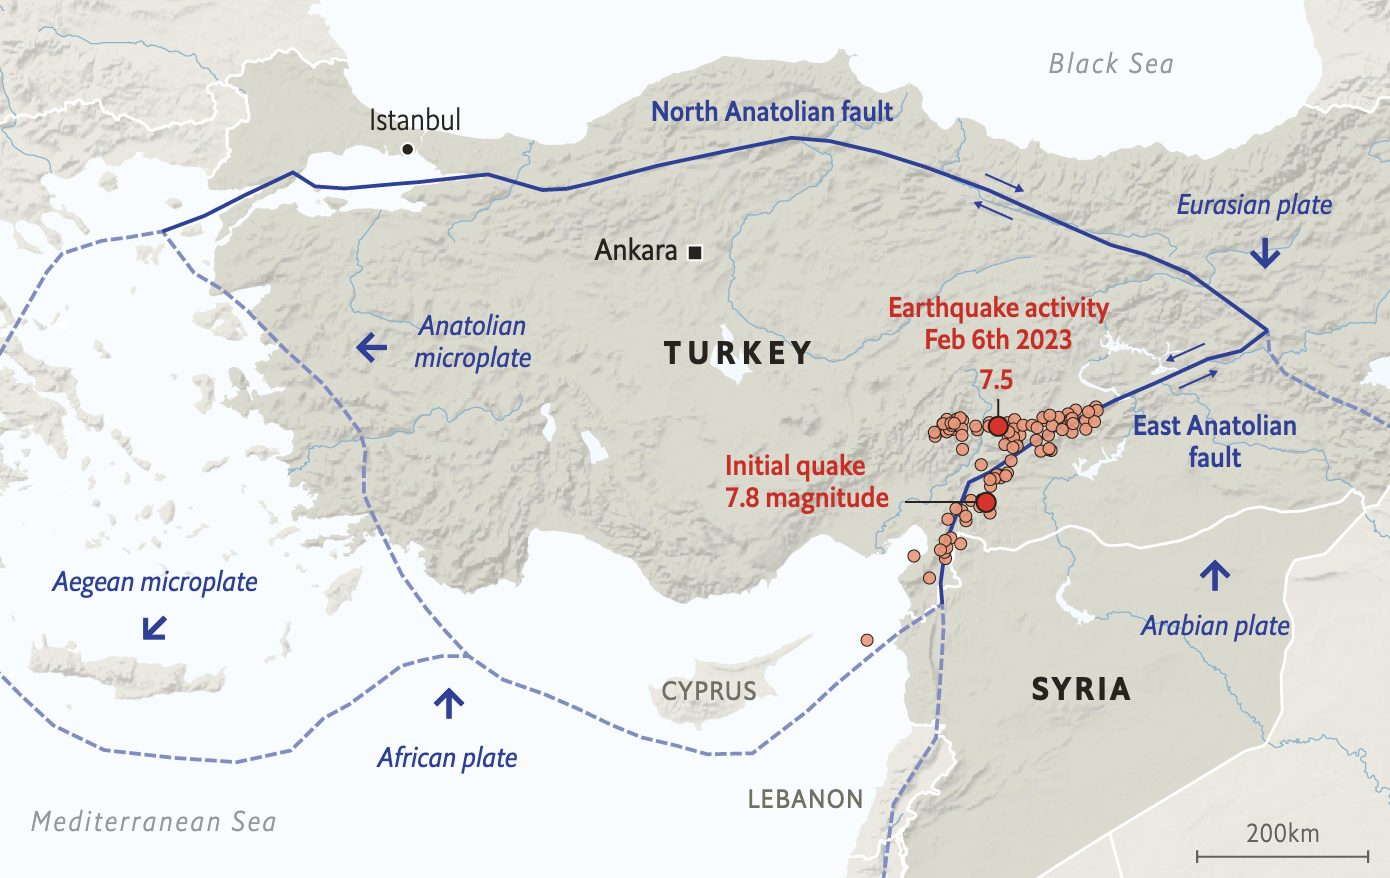 Black Sea
North Anatolian fault
Istanbul
Eurasian plate
Ankara
Earthquake activity
Feb 6th 2023
7.5
Anatolian
microplate
TURKEY
East Anatolian
fault
Initial quake
7.8 magnitude
Aegean microplate
Arabian plate
CYPRUS
SYRIA
African plate
LEBANON
Mediterranean Sea
200km